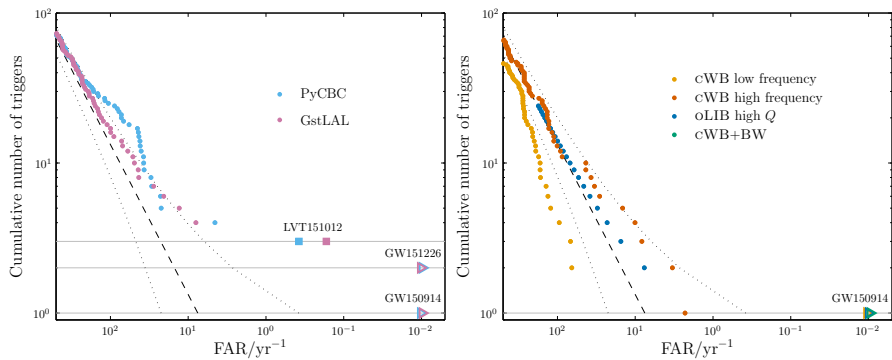 10²
10¹
10⁰
Cumulative number of triggers
PyCBC
GstLAL
LVT151012
GW151226
GW150914
10² 10¹ 10⁰ 10⁻¹ 10⁻²
FAR/yr⁻¹
10²
10¹
10⁰
Cumulative number of triggers
cWB low frequency
cWB high frequency
oLIB high Q
cWB+BW
GW150914
10² 10¹ 10⁰ 10⁻¹ 10⁻²
FAR/yr⁻¹